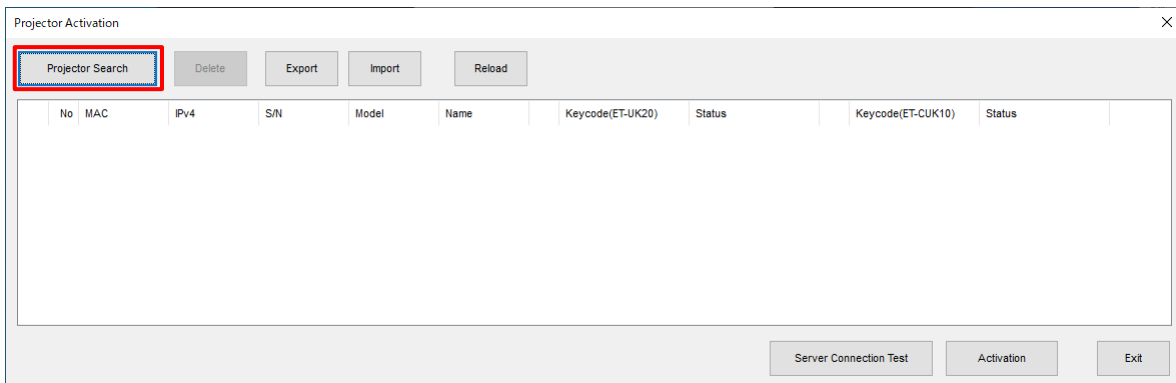 Projector Activation
Projector Search Delete Export Import Reload
No MAC IPv4 S/N Model Name Keycode(ET-UK20) Status Keycode(ET-CUK10) Status
Server Connection Test Activation Exit